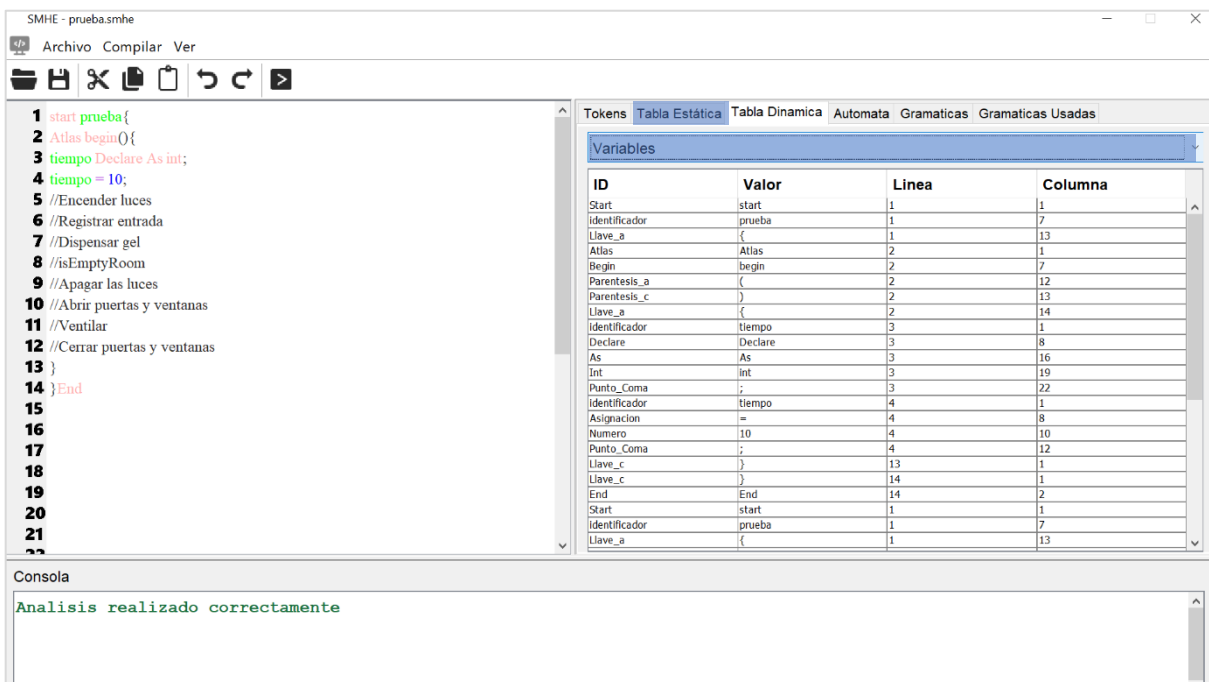 SMHE - prueba.smhe
Archivo Compilar Ver
1 start prueba{
2 Atlas begin(){
3 tiempo Declare As int;
4 tiempo = 10;
5 //Encender luces
6 //Registrar entrada
7 //Dispensar gel
8 //isEmptyRoom
9 //Apagar las luces
10 //Abrir puertas y ventanas
11 //Ventilar
12 //Cerrar puertas y ventanas
13 }
14 }End
15
16
17
18
19
20
21
22
Tokens Tabla Estática Tabla Dinamica Automata Gramaticas Gramaticas Usadas
Variables
ID Valor Linea Columna
Start start 1 1
identificador prueba 1 7
Llave_a { 1 13
Atlas Atlas 2 1
Begin begin 2 7
Parentesis_a ( 2 12
Parentesis_c ) 2 13
Llave_a { 2 14
identificador tiempo 3 1
Declare Declare 3 8
As As 3 16
Int int 3 19
Punto_Coma ; 3 22
identificador tiempo 4 1
Asignacion = 4 8
Numero 10 4 10
Punto_Coma ; 4 12
Llave_c } 13 1
Llave_c } 14 1
End End 14 2
Start start 1 1
identificador prueba 1 7
Llave_a { 1 13
Consola
Analisis realizado correctamente